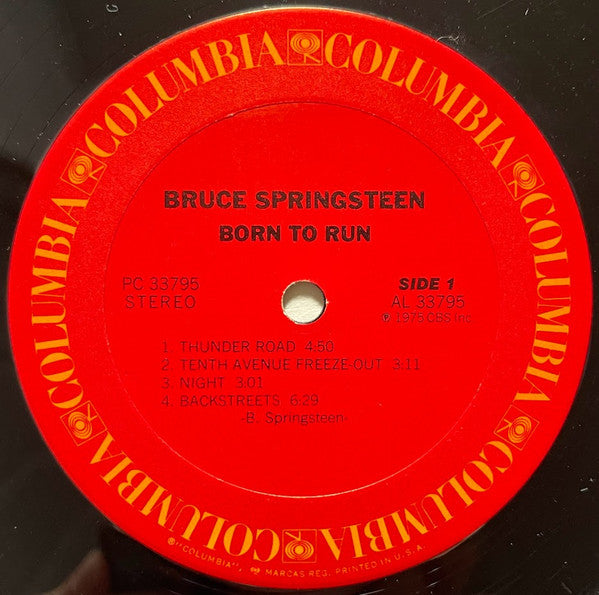 COLUMBIA COLUMBIA COLUMBIA COLUMBIA COLUMBIA COLUMBIA
BRUCE SPRINGSTEEN
BORN TO RUN
PC 33795
STEREO
SIDE 1
AL 33795
℗ 1975 CBS Inc.
1. THUNDER ROAD 4:50
2. TENTH AVENUE FREEZE-OUT 3:11
3. NIGHT 3:01
4. BACKSTREETS 6:29
-B. Springsteen-
®"COLUMBIA", MARCAS REG. PRINTED IN U.S.A.